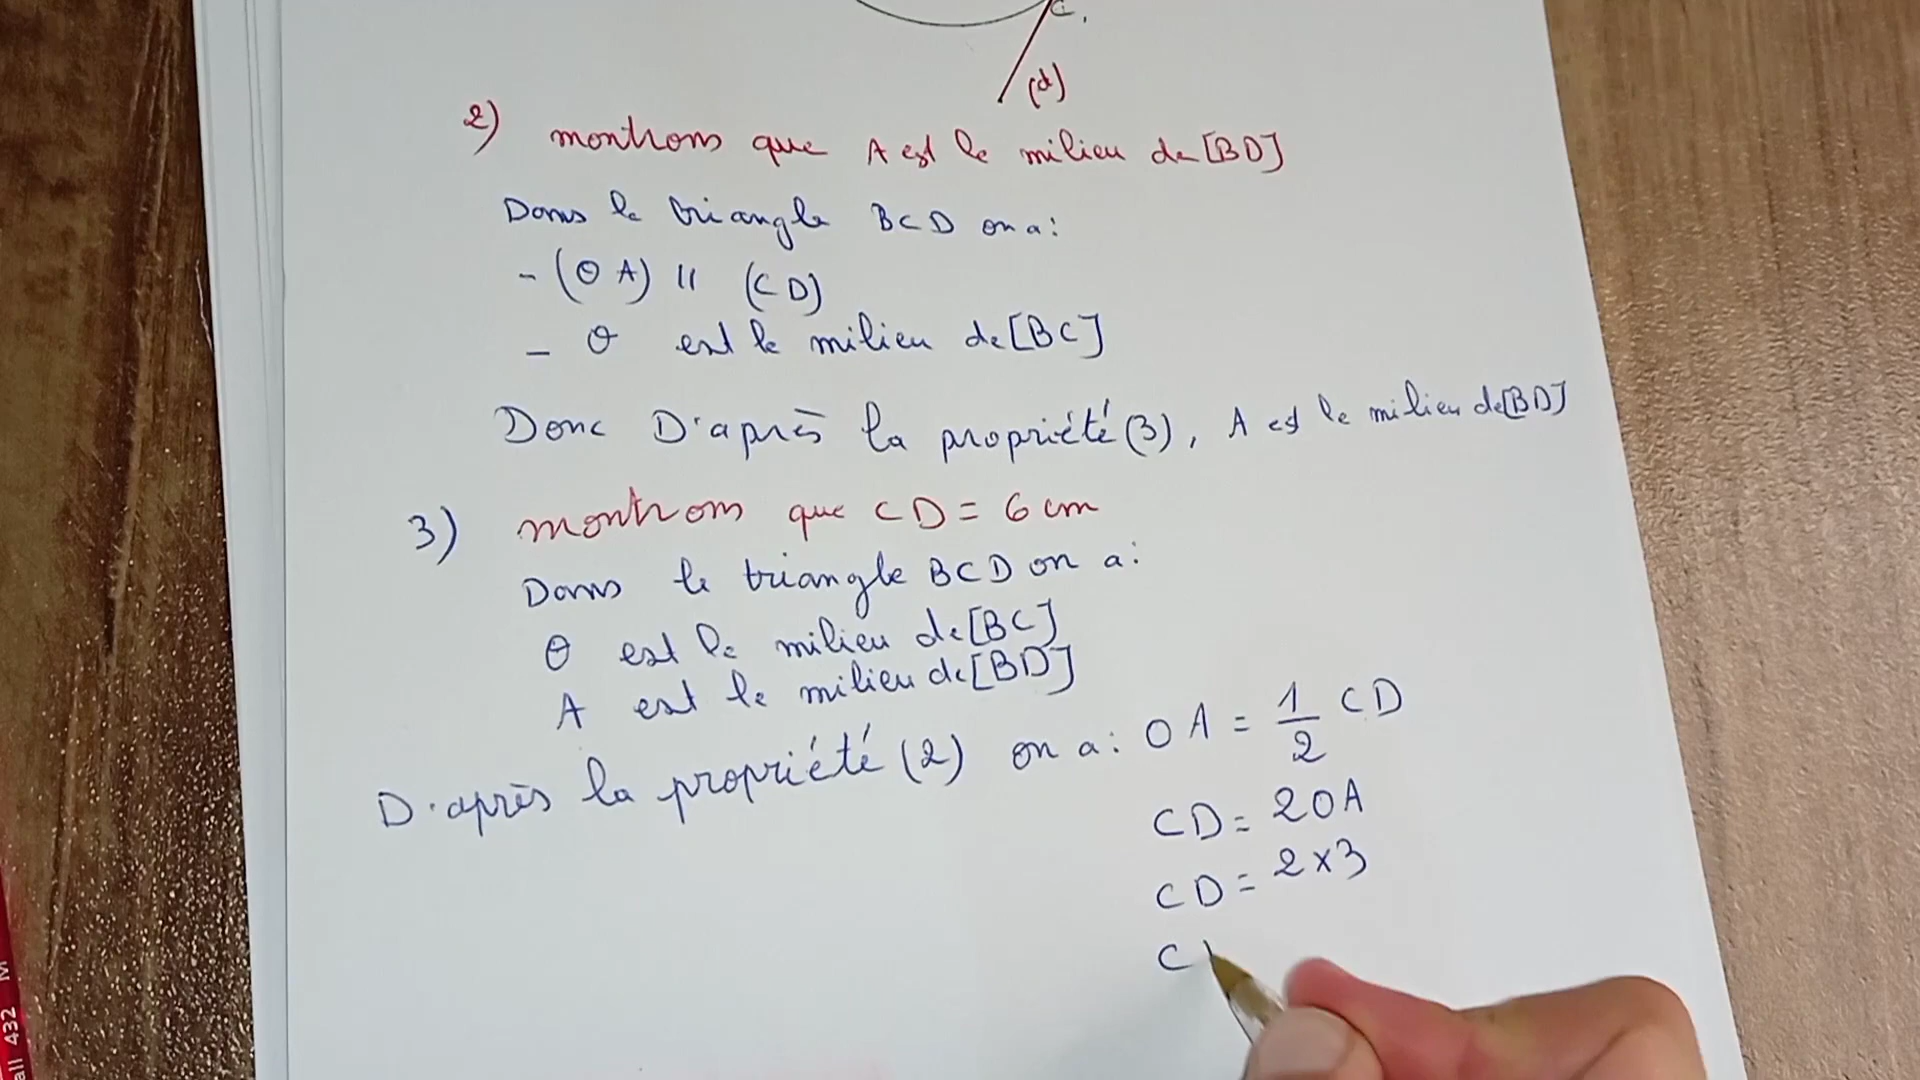 C
(d)
2) montrons que A est le milieu de [BD]
Dans le triangle BCD on a:
- (OA) // (CD)
- O est le milieu de [BC]
Donc D'après la propriété (3), A est le milieu de [BD]
3) montrons que CD = 6 cm
Dans le triangle BCD on a:
O est le milieu de [BC]
A est le milieu de [BD]
D'après la propriété (2) on a: OA = 1/2 CD
CD = 2OA
CD = 2×3
C
all 432 M